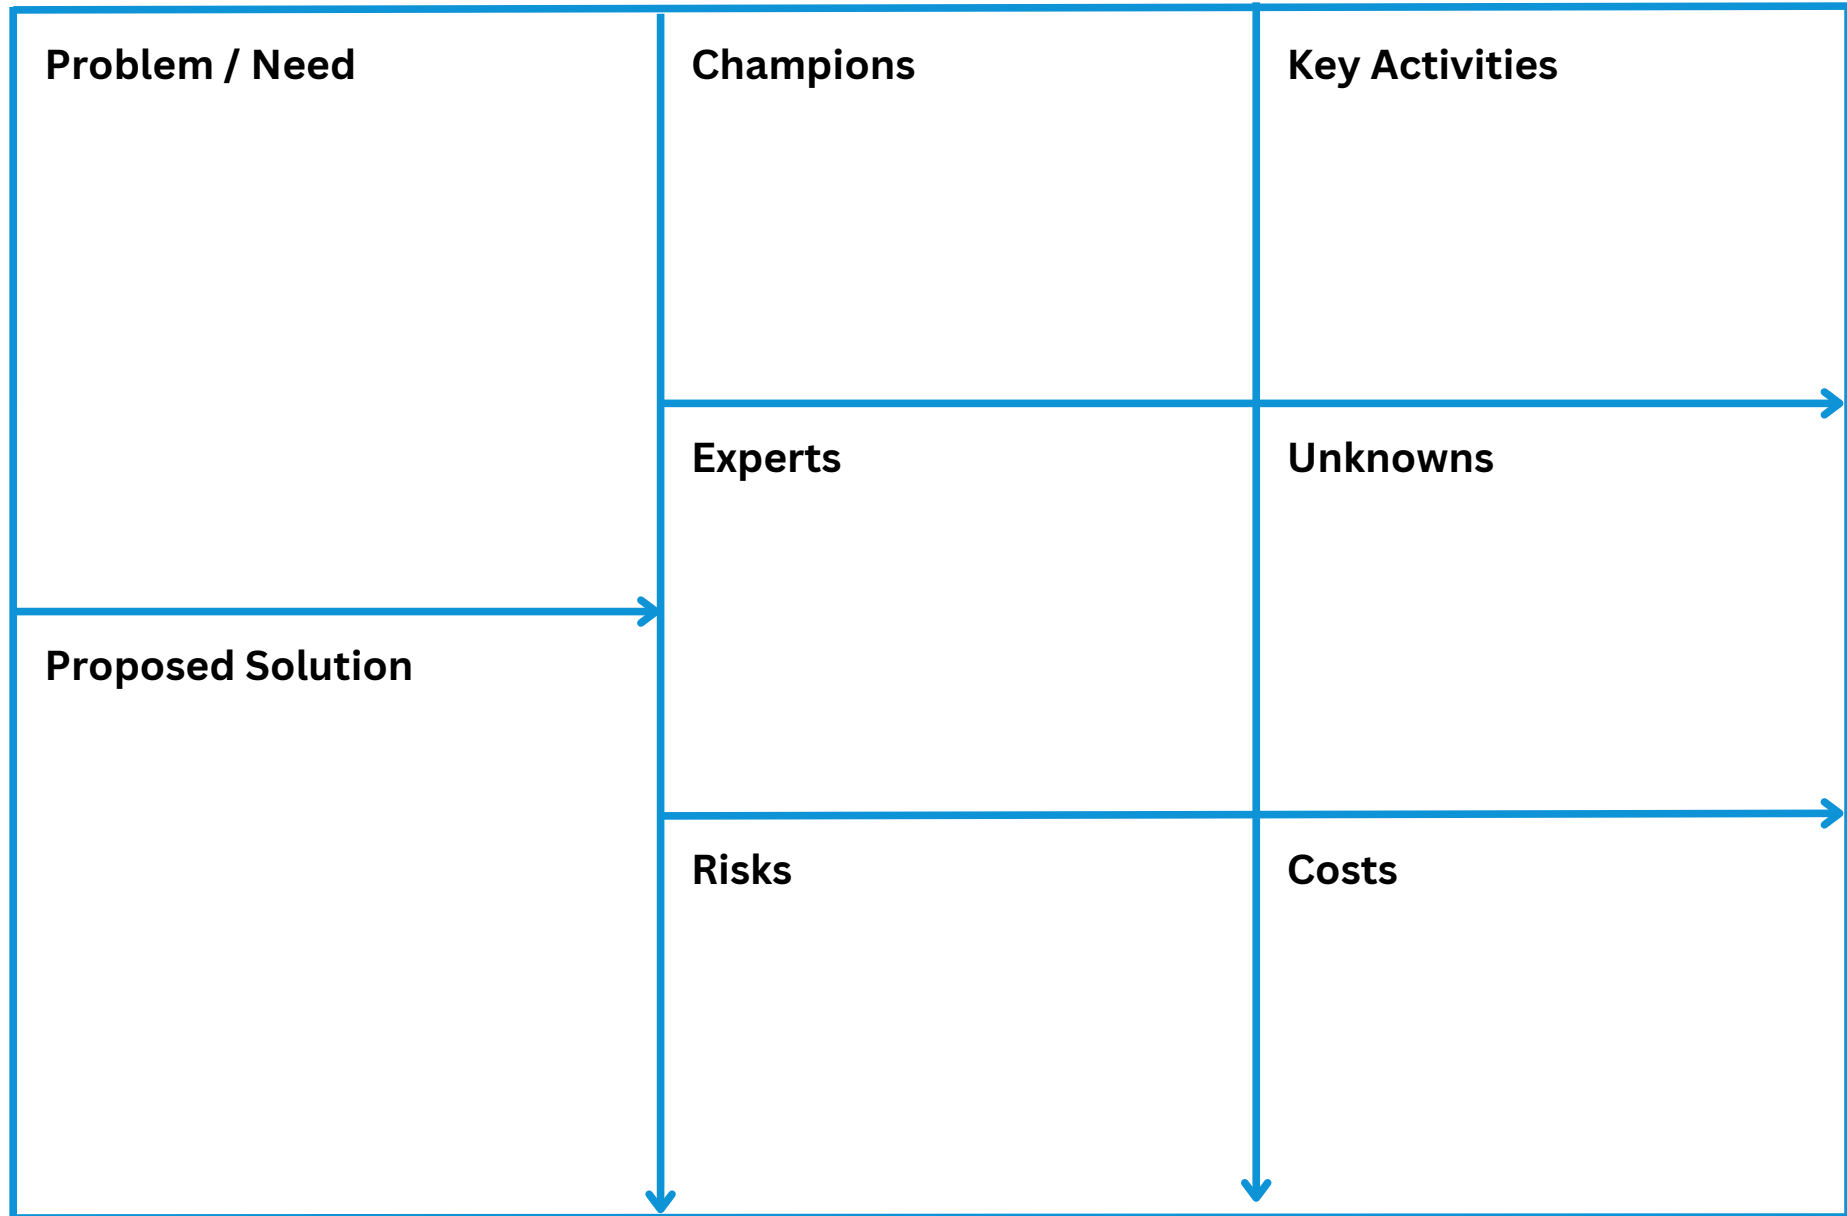 Problem / Need
Champions
Key Activities
Experts
Unknowns
Proposed Solution
Risks
Costs